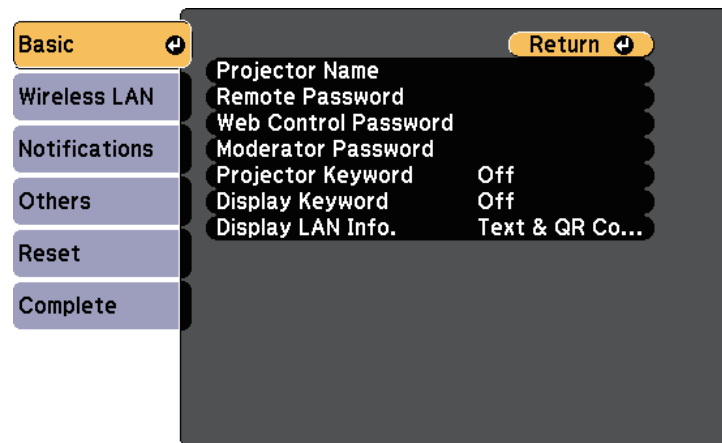 Basic
Wireless LAN
Notifications
Others
Reset
Complete
Return
Projector Name
Remote Password
Web Control Password
Moderator Password
Projector Keyword Off
Display Keyword Off
Display LAN Info. Text & QR Co...